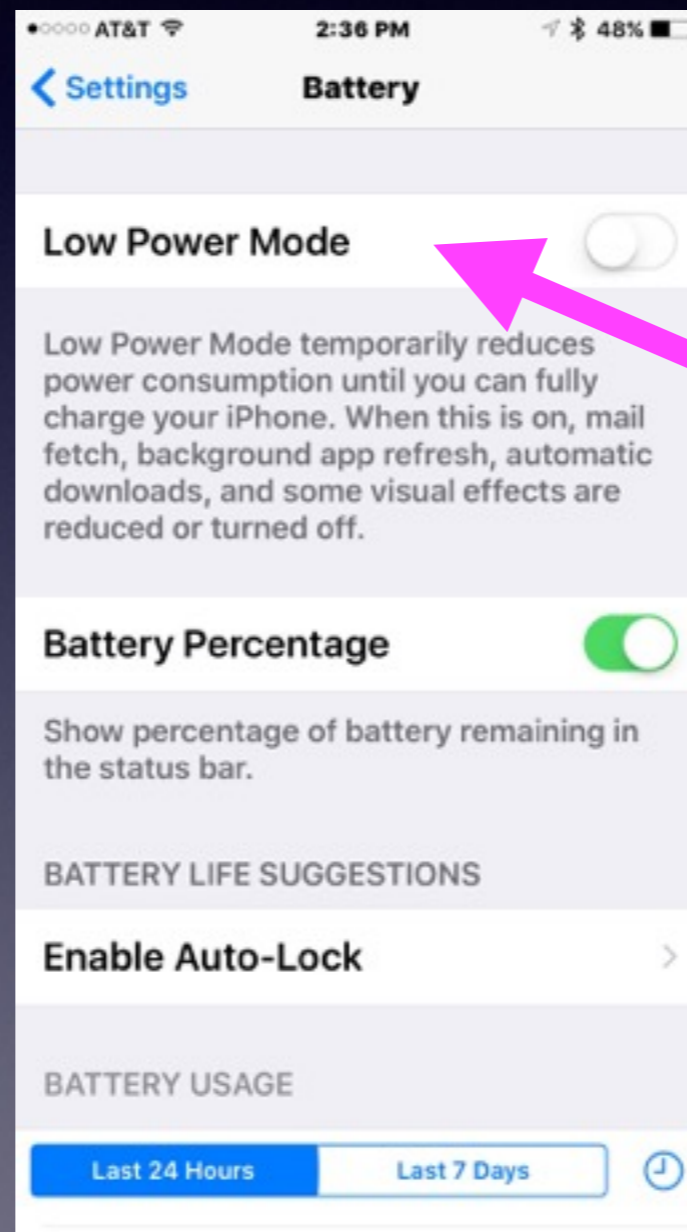 AT&T 2:36 PM 48%
Settings Battery
Low Power Mode
Low Power Mode temporarily reduces
power consumption until you can fully
charge your iPhone. When this is on, mail
fetch, background app refresh, automatic
downloads, and some visual effects are
reduced or turned off.
Battery Percentage
Show percentage of battery remaining in
the status bar.
BATTERY LIFE SUGGESTIONS
Enable Auto-Lock
BATTERY USAGE
Last 24 Hours Last 7 Days